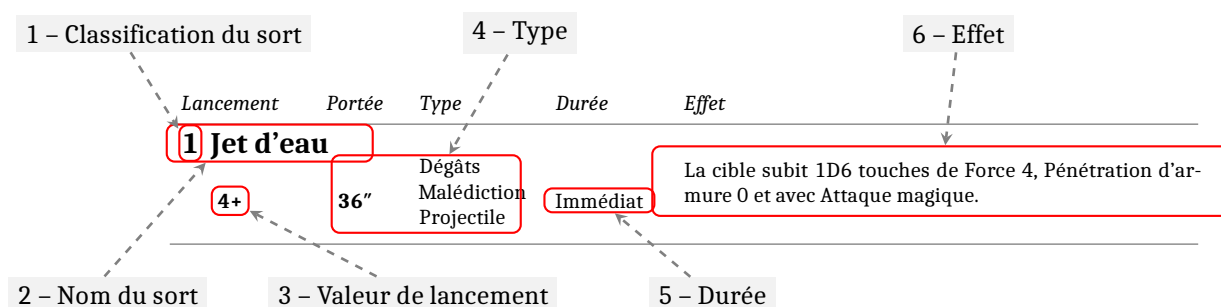 1 – Classification du sort
4 – Type
6 – Effet
Lancement Portée Type Durée Effet
1 Jet d’eau
4+
36″
Dégâts
Malédiction
Projectile
Immédiat
La cible subit 1D6 touches de Force 4, Pénétration d’ar-
mure 0 et avec Attaque magique.
2 – Nom du sort
3 – Valeur de lancement
5 – Durée